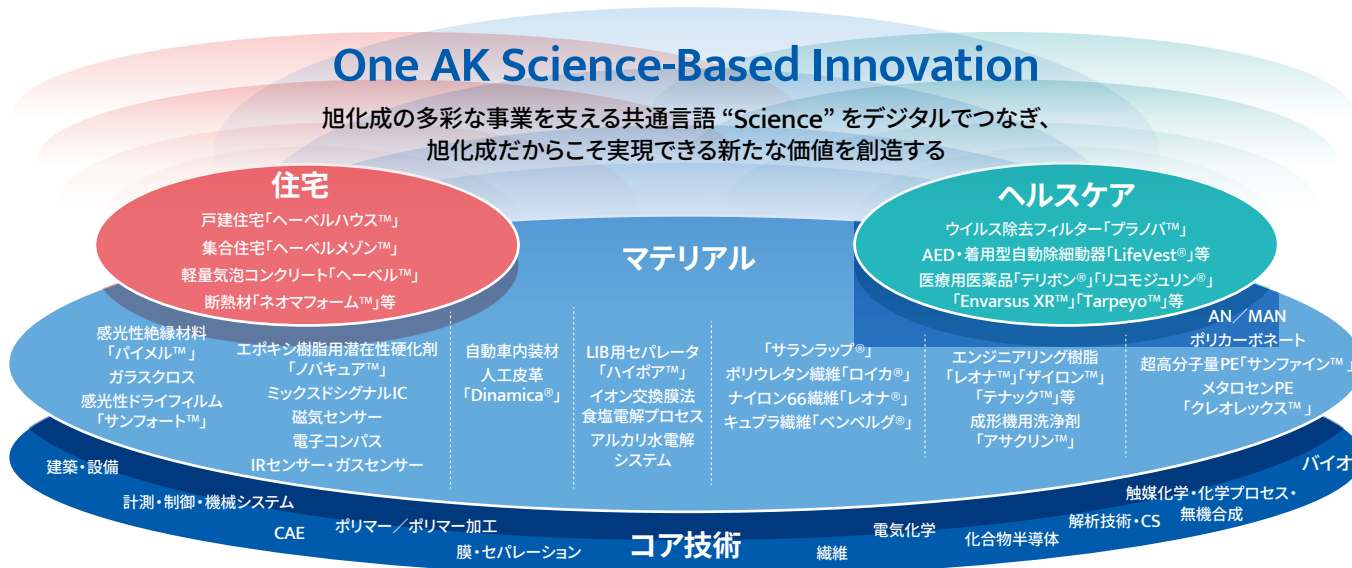 One AK Science-Based Innovation
旭化成の多彩な事業を支える共通言語 “Science” をデジタルでつなぎ、
旭化成だからこそ実現できる新たな価値を創造する
住宅
戸建住宅「ヘーベルハウス™」
集合住宅「ヘーベルメゾン™」
軽量気泡コンクリート「ヘーベル™」
断熱材「ネオマフォーム™」等
ヘルスケア
ウイルス除去フィルター「プラノバ™」
AED・着用型自動除細動器「LifeVest®」等
医療用医薬品「テリボン®」「リコモジュリン®」
「Envarsus XR™」「Tarpeyo™」等
マテリアル
感光性絶縁材料
「パイメル™」
ガラスクロス
感光性ドライフィルム
「サンフォート™」
エポキシ樹脂用潜在性硬化剤
「ノバキュア™」
ミックスドシグナルIC
磁気センサー
電子コンパス
IRセンサー・ガスセンサー
自動車内装材
人工皮革
「Dinamica®」
LIB用セパレータ
「ハイポア™」
イオン交換膜法
食塩電解プロセス
アルカリ水電解
システム
「サランラップ®」
ポリウレタン繊維「ロイカ®」
ナイロン66繊維「レオナ®」
キュプラ繊維「ベンベルグ®」
エンジニアリング樹脂
「レオナ™」「ザイロン™」
「テナック™」等
成形機用洗浄剤
「アサクリン™」
AN／MAN
ポリカーボネート
超高分子量PE「サンファイン™」
メタロセンPE
「クレオレックス™」
コア技術
建築・設備
計測・制御・機械システム
CAE
ポリマー／ポリマー加工
膜・セパレーション
繊維
電気化学
化合物半導体
解析技術・CS
触媒化学・化学プロセス・
無機合成
バイオ